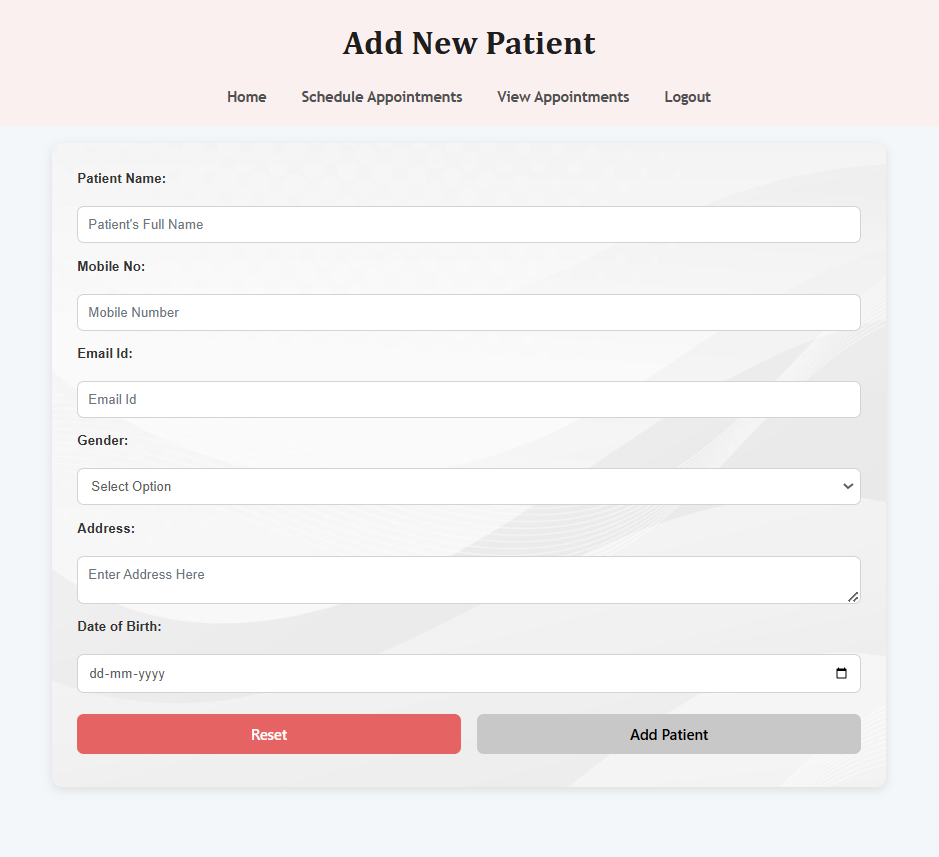 Add New Patient
Home Schedule Appointments View Appointments Logout
Patient Name:
Patient's Full Name
Mobile No:
Mobile Number
Email Id:
Email Id
Gender:
Select Option
Address:
Enter Address Here
Date of Birth:
dd-mm-yyyy
Reset Add Patient